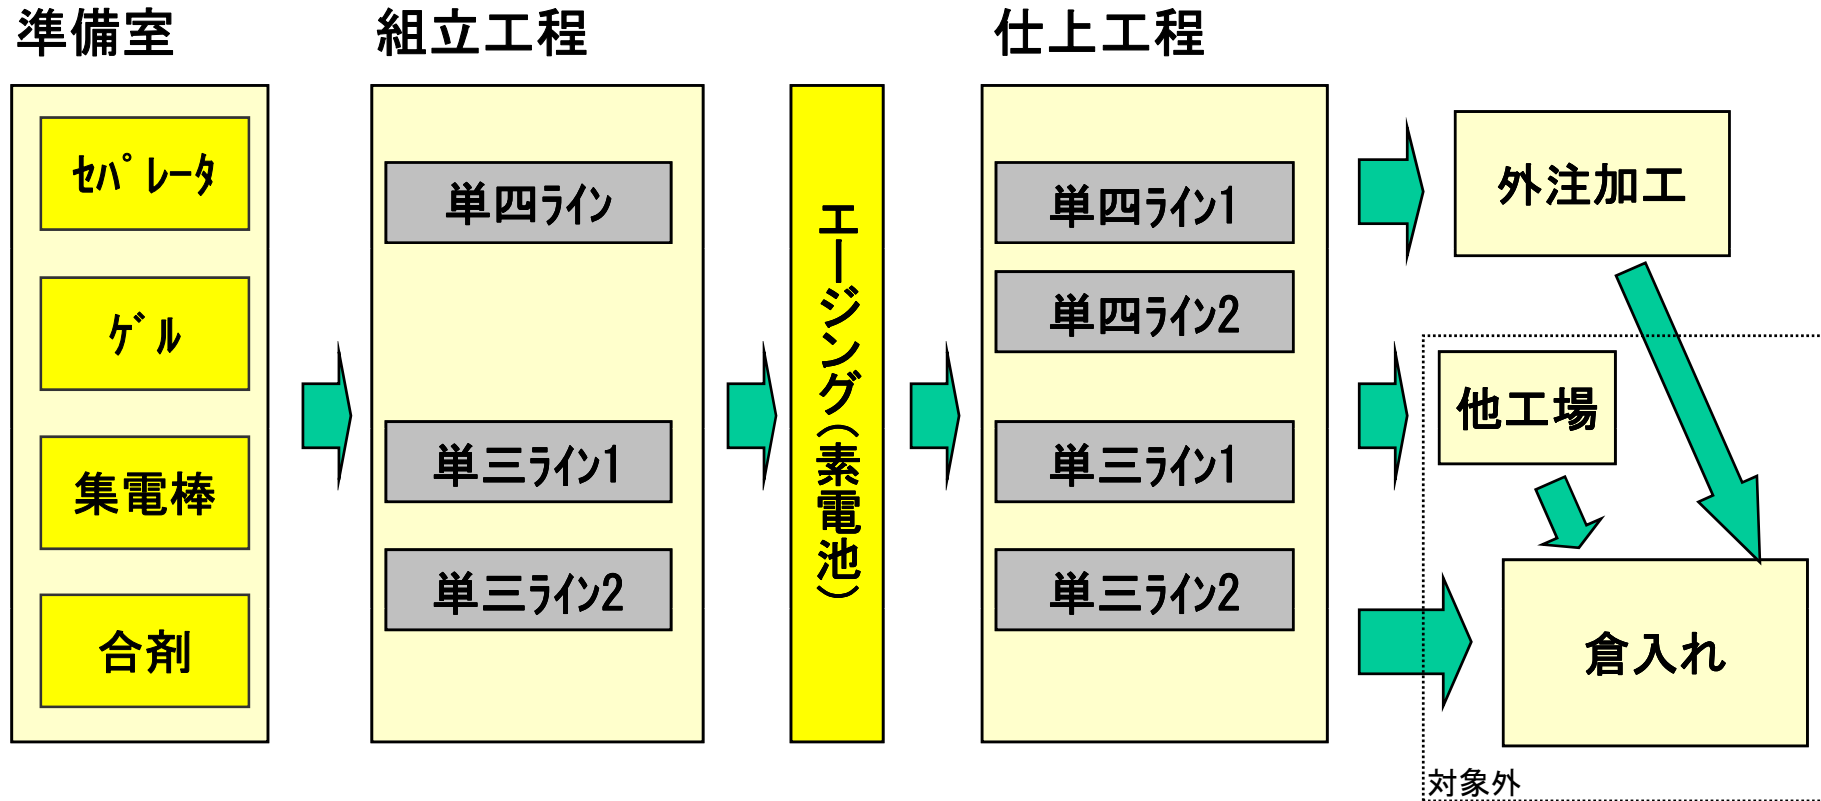 準備室
組立工程
仕上工程
ｾﾊﾟﾚｰﾀ
ｹﾞﾙ
集電棒
合剤
単四ﾗｲﾝ
単三ﾗｲﾝ1
単三ﾗｲﾝ2
エージング(素電池)
単四ﾗｲﾝ1
単四ﾗｲﾝ2
単三ﾗｲﾝ1
単三ﾗｲﾝ2
外注加工
他工場
倉入れ
対象外